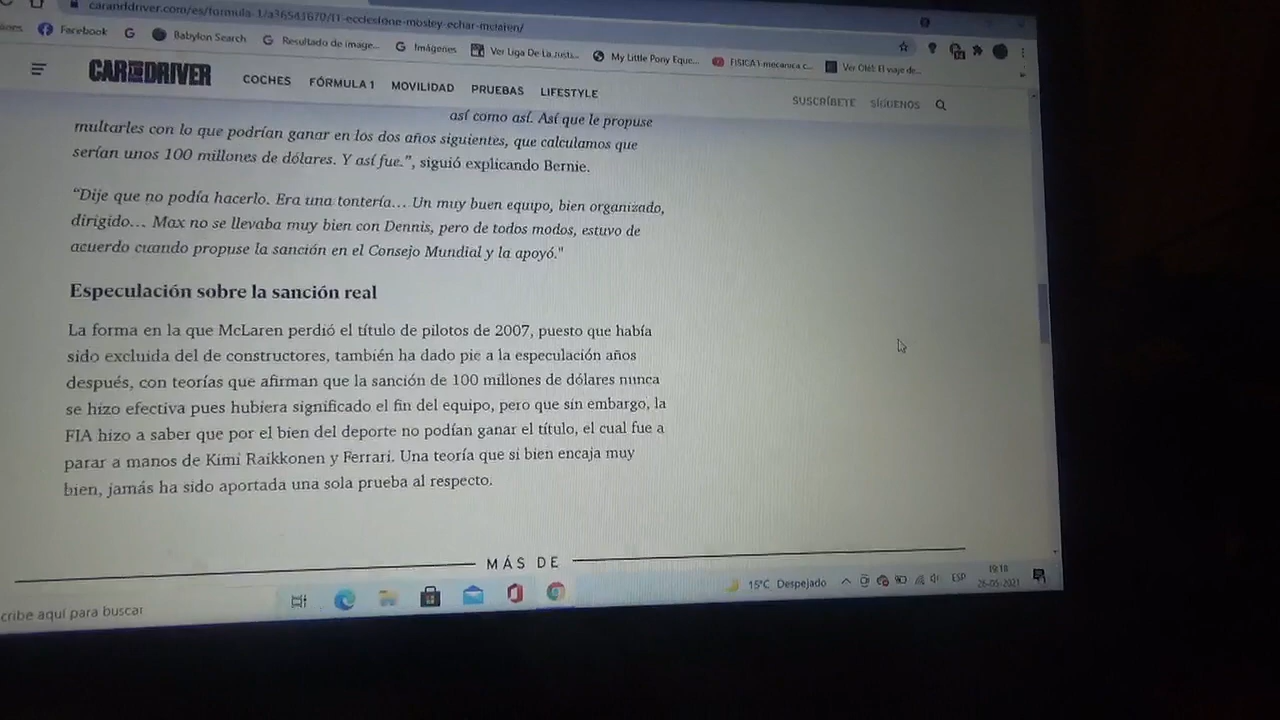 caranddriver.com/es/formula-1/a36543670/f1-ecclestone-mosley-echar-mclaren/
Facebook
Babylon Search
Resultado de image...
Imágenes
Ver Liga De La Justi...
My Little Pony Eque...
FISICA I mecanica c...
Ver Olé! El viaje de...
CAR AND DRIVER
COCHES FÓRMULA 1 MOVILIDAD PRUEBAS LIFESTYLE
SUSCRÍBETE SÍGUENOS
así como así. Así que le propuse
multarles con lo que podrían ganar en los dos años siguientes, que calculamos que
serían unos 100 millones de dólares. Y así fue.", siguió explicando Bernie.
“Dije que no podía hacerlo. Era una tontería... Un muy buen equipo, bien organizado,
dirigido... Max no se llevaba muy bien con Dennis, pero de todos modos, estuvo de
acuerdo cuando propuse la sanción en el Consejo Mundial y la apoyó."
Especulación sobre la sanción real
La forma en la que McLaren perdió el título de pilotos de 2007, puesto que había
sido excluida del de constructores, también ha dado pie a la especulación años
después, con teorías que afirman que la sanción de 100 millones de dólares nunca
se hizo efectiva pues hubiera significado el fin del equipo, pero que sin embargo, la
FIA hizo a saber que por el bien del deporte no podían ganar el título, el cual fue a
parar a manos de Kimi Raikkonen y Ferrari. Una teoría que si bien encaja muy
bien, jamás ha sido aportada una sola prueba al respecto.
MÁS DE
cribe aquí para buscar
15°C Despejado
ESP
19:18
26-05-2021